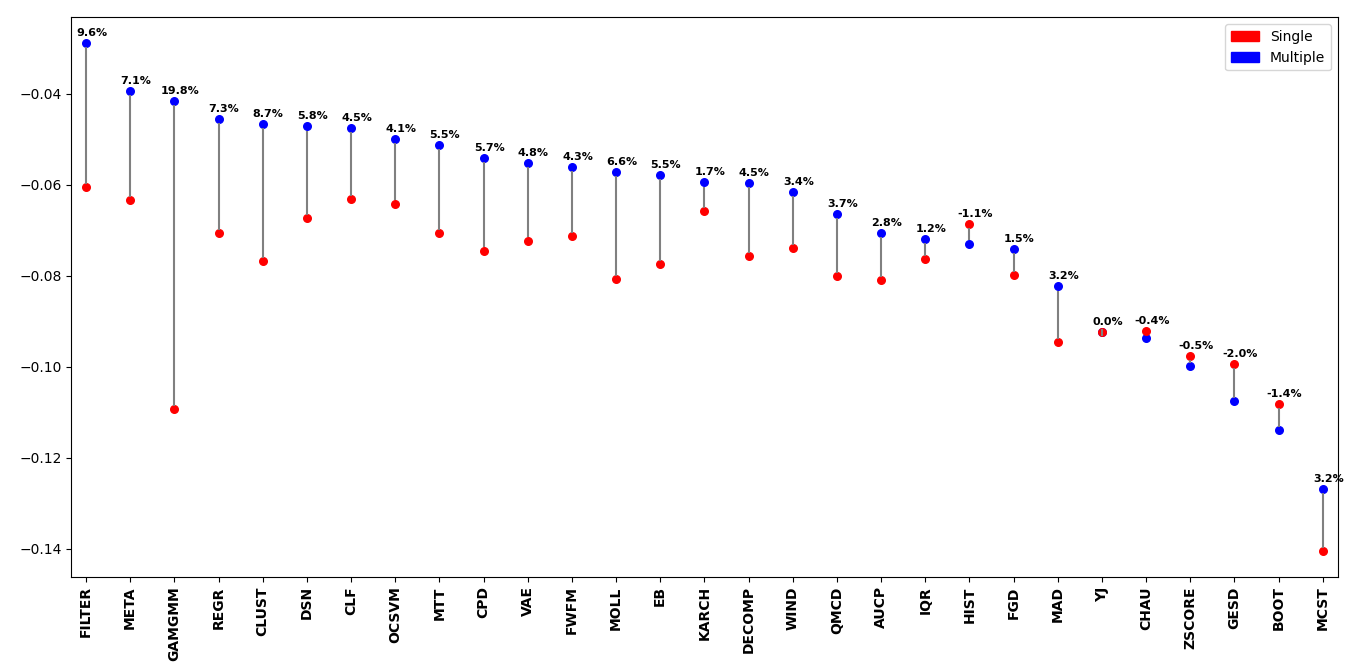 Single
Multiple
9.6%
7.1%
19.8%
7.3%
8.7%
5.8%
4.5%
4.1%
5.5%
5.7%
4.8%
4.3%
6.6%
5.5%
1.7%
4.5%
3.4%
3.7%
2.8%
1.2%
-1.1%
1.5%
3.2%
0.0%
-0.4%
-0.5%
-2.0%
-1.4%
3.2%
−0.04
−0.06
−0.08
−0.10
−0.12
−0.14
FILTER
META
GAMGMM
REGR
CLUST
DSN
CLF
OCSVM
MTT
CPD
VAE
FWFM
MOLL
EB
KARCH
DECOMP
WIND
QMCD
AUCP
IQR
HIST
FGD
MAD
YJ
CHAU
ZSCORE
GESD
BOOT
MCST